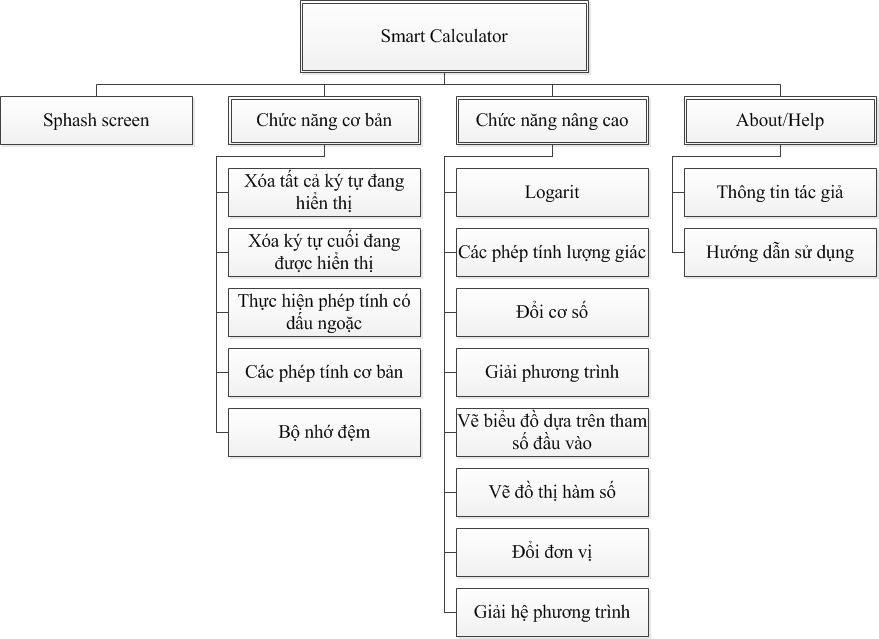 Smart Calculator
Sphash screen
Chức năng cơ bản
Chức năng nâng cao
About/Help
Xóa tất cả ký tự đang
hiển thị
Xóa ký tự cuối đang
được hiển thị
Thực hiện phép tính có
dấu ngoặc
Các phép tính cơ bản
Bộ nhớ đệm
Logarit
Các phép tính lượng giác
Đổi cơ số
Giải phương trình
Vẽ biểu đồ dựa trên tham
số đầu vào
Vẽ đồ thị hàm số
Đổi đơn vị
Giải hệ phương trình
Thông tin tác giả
Hướng dẫn sử dụng